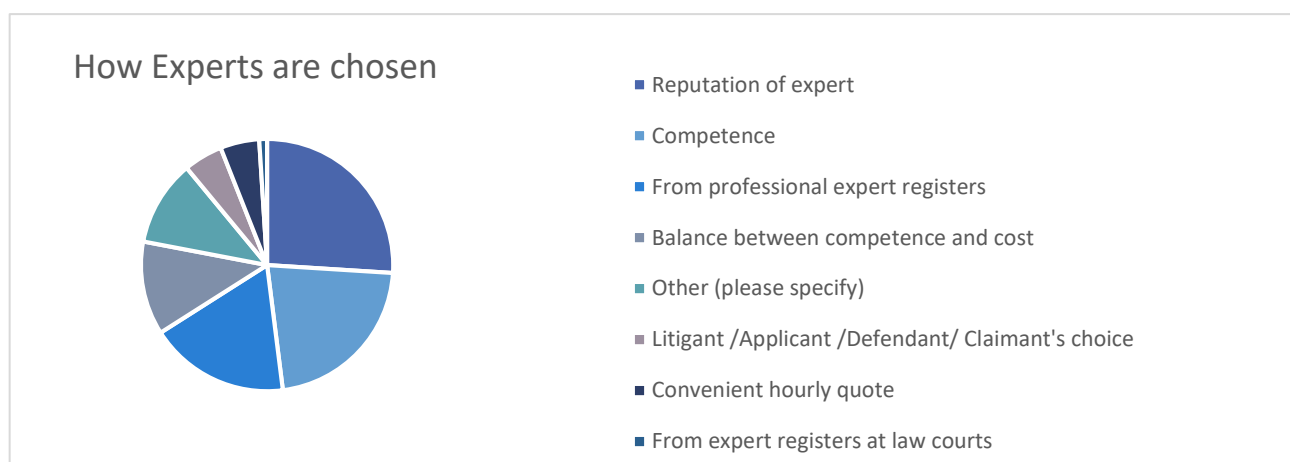 How Experts are chosen
Reputation of expert
Competence
From professional expert registers
Balance between competence and cost
Other (please specify)
Litigant /Applicant /Defendant/ Claimant's choice
Convenient hourly quote
From expert registers at law courts